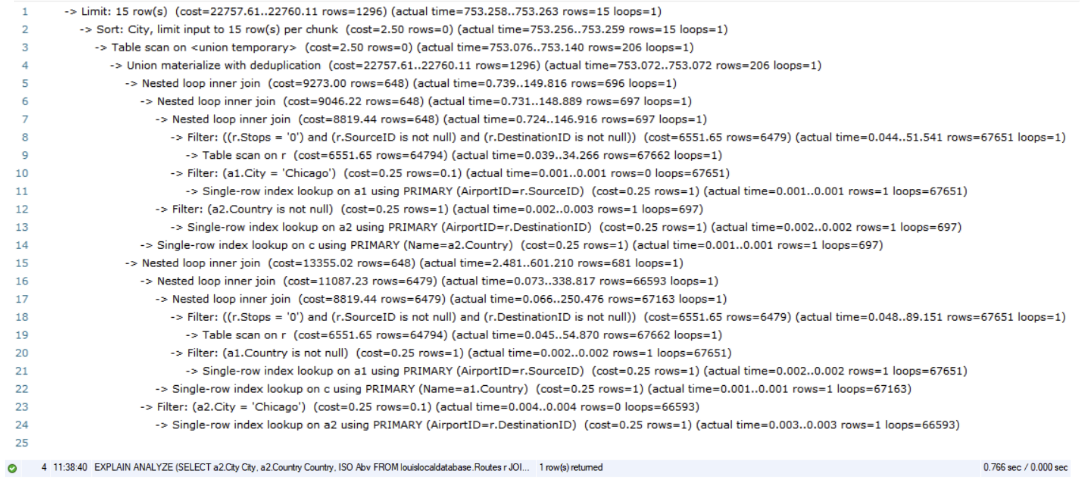 1 -> Limit: 15 row(s) (cost=22757.61..22760.11 rows=1296) (actual time=753.258..753.263 rows=15 loops=1)
2 -> Sort: City, limit input to 15 row(s) per chunk (cost=2.50 rows=0) (actual time=753.256..753.259 rows=15 loops=1)
3 -> Table scan on <union temporary> (cost=2.50 rows=0) (actual time=753.076..753.140 rows=206 loops=1)
4 -> Union materialize with deduplication (cost=22757.61..22760.11 rows=1296) (actual time=753.072..753.072 rows=206 loops=1)
5 -> Nested loop inner join (cost=9273.00 rows=648) (actual time=0.739..149.816 rows=696 loops=1)
6 -> Nested loop inner join (cost=9046.22 rows=648) (actual time=0.731..148.889 rows=697 loops=1)
7 -> Nested loop inner join (cost=8819.44 rows=648) (actual time=0.724..146.916 rows=697 loops=1)
8 -> Filter: ((r.Stops = '0') and (r.SourceID is not null) and (r.DestinationID is not null)) (cost=6551.65 rows=6479) (actual time=0.044..51.541 rows=67651 loops=1)
9 -> Table scan on r (cost=6551.65 rows=64794) (actual time=0.039..34.266 rows=67662 loops=1)
10 -> Filter: (a1.City = 'Chicago') (cost=0.25 rows=0.1) (actual time=0.001..0.001 rows=0 loops=67651)
11 -> Single-row index lookup on a1 using PRIMARY (AirportID=r.SourceID) (cost=0.25 rows=1) (actual time=0.001..0.001 rows=1 loops=67651)
12 -> Filter: (a2.Country is not null) (cost=0.25 rows=1) (actual time=0.002..0.003 rows=1 loops=697)
13 -> Single-row index lookup on a2 using PRIMARY (AirportID=r.DestinationID) (cost=0.25 rows=1) (actual time=0.002..0.002 rows=1 loops=697)
14 -> Single-row index lookup on c using PRIMARY (Name=a2.Country) (cost=0.25 rows=1) (actual time=0.001..0.001 rows=1 loops=697)
15 -> Nested loop inner join (cost=13355.02 rows=648) (actual time=2.481..601.210 rows=681 loops=1)
16 -> Nested loop inner join (cost=11087.23 rows=6479) (actual time=0.073..338.817 rows=66593 loops=1)
17 -> Nested loop inner join (cost=8819.44 rows=6479) (actual time=0.066..250.476 rows=67163 loops=1)
18 -> Filter: ((r.Stops = '0') and (r.SourceID is not null) and (r.DestinationID is not null)) (cost=6551.65 rows=6479) (actual time=0.048..89.151 rows=67651 loops=1)
19 -> Table scan on r (cost=6551.65 rows=64794) (actual time=0.045..54.870 rows=67662 loops=1)
20 -> Filter: (a1.Country is not null) (cost=0.25 rows=1) (actual time=0.002..0.002 rows=1 loops=67651)
21 -> Single-row index lookup on a1 using PRIMARY (AirportID=r.SourceID) (cost=0.25 rows=1) (actual time=0.002..0.002 rows=1 loops=67651)
22 -> Single-row index lookup on c using PRIMARY (Name=a1.Country) (cost=0.25 rows=1) (actual time=0.001..0.001 rows=1 loops=67163)
23 -> Filter: (a2.City = 'Chicago') (cost=0.25 rows=0.1) (actual time=0.004..0.004 rows=0 loops=66593)
24 -> Single-row index lookup on a2 using PRIMARY (AirportID=r.DestinationID) (cost=0.25 rows=1) (actual time=0.003..0.003 rows=1 loops=66593)
25
4 11:38:40 EXPLAIN ANALYZE (SELECT a2.City City, a2.Country Country, ISO Abv FROM louislocaldatabase.Routes r JOI... 1 row(s) returned 0.766 sec / 0.000 sec